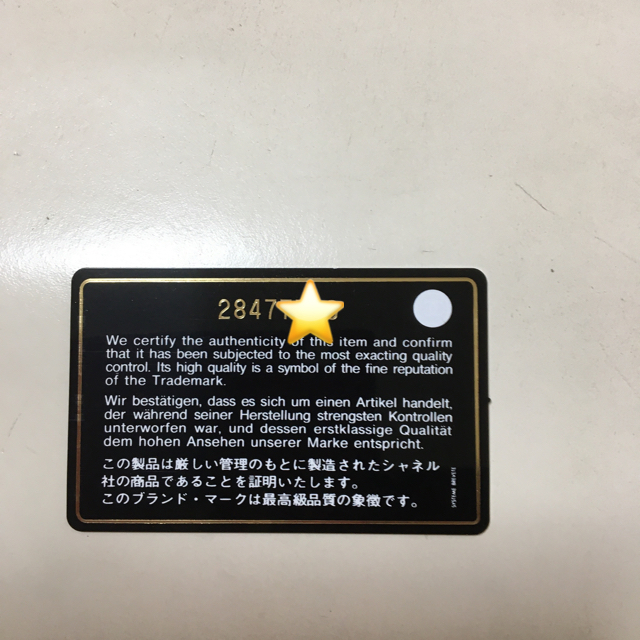 2847
We certify the authenticity of this item and confirm
that it has been subjected to the most exacting quality
control. Its high quality is a symbol of the fine reputation
of the Trademark.
Wir bestätigen, dass es sich um einen Artikel handelt,
der während seiner Herstellung strengsten Kontrollen
unterworfen war, und dessen erstklassige Qualität
dem hohen Ansehen unserer Marke entspricht.
この製品は厳しい管理のもとに製造されたシャネル
社の商品であることを証明いたします。
このブランド・マークは最高級品質の象徴です。
SYSTEME BREVETE